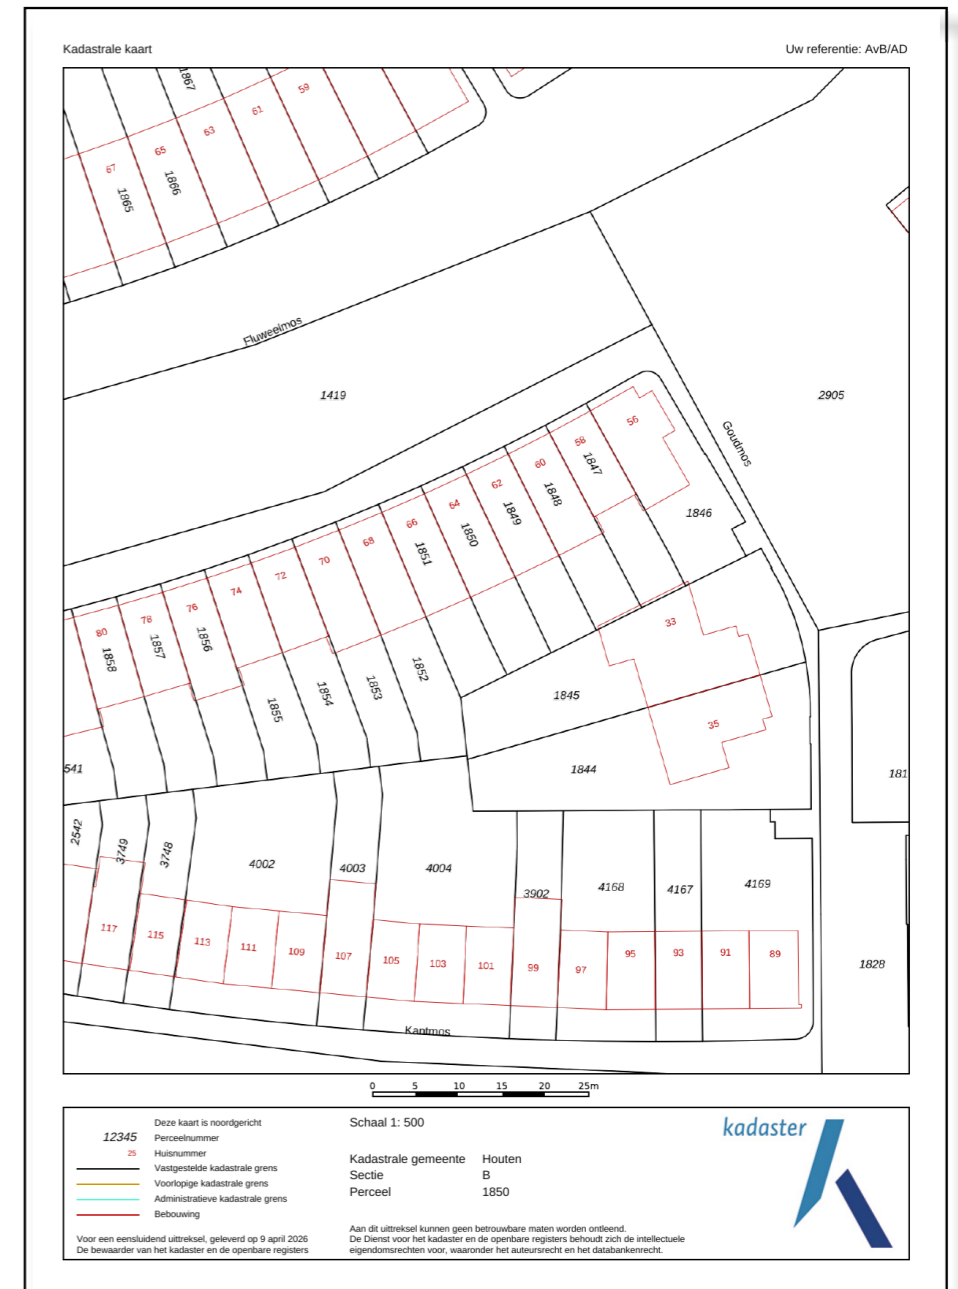 Kadastrale kaart
Uw referentie: AvB/AD
1867
59
61
63
65
67
1866
1865
Fluweelmos
1419
2905
Goudmos
56
58
60
62
64
66
68
70
72
74
76
78
80
1847
1848
1849
1850
1851
1846
1852
1853
1854
1855
1856
1857
1858
33
1845
35
1844
541
181
2542
3749
3748
4002
4003
4004
3902
4168
4167
4169
117
115
113
111
109
107
105
103
101
99
97
95
93
91
89
1828
Kantmos
0 5 10 15 20 25m
Deze kaart is noordgericht
12345 Perceelnummer
25 Huisnummer
Vastgestelde kadastrale grens
Voorlopige kadastrale grens
Administratieve kadastrale grens
Bebouwing
Voor een eensluidend uittreksel, geleverd op 9 april 2026
De bewaarder van het kadaster en de openbare registers
Schaal 1: 500
Kadastrale gemeente Houten
Sectie B
Perceel 1850
Aan dit uittreksel kunnen geen betrouwbare maten worden ontleend.
De Dienst voor het kadaster en de openbare registers behoudt zich de intellectuele
eigendomsrechten voor, waaronder het auteursrecht en het databankenrecht.
kadaster